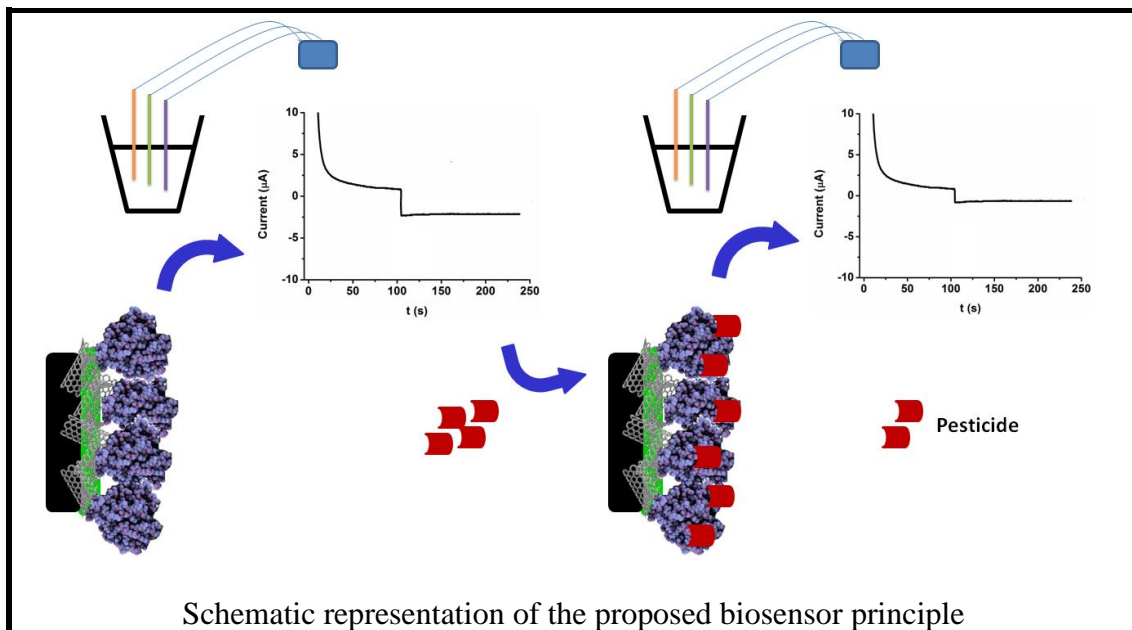 10
5
0
-5
-10
Current (µA)
0 50 100 150 200 250
t (s)
10
5
0
-5
-10
Current (µA)
0 50 100 150 200 250
t (s)
Pesticide
Schematic representation of the proposed biosensor principle